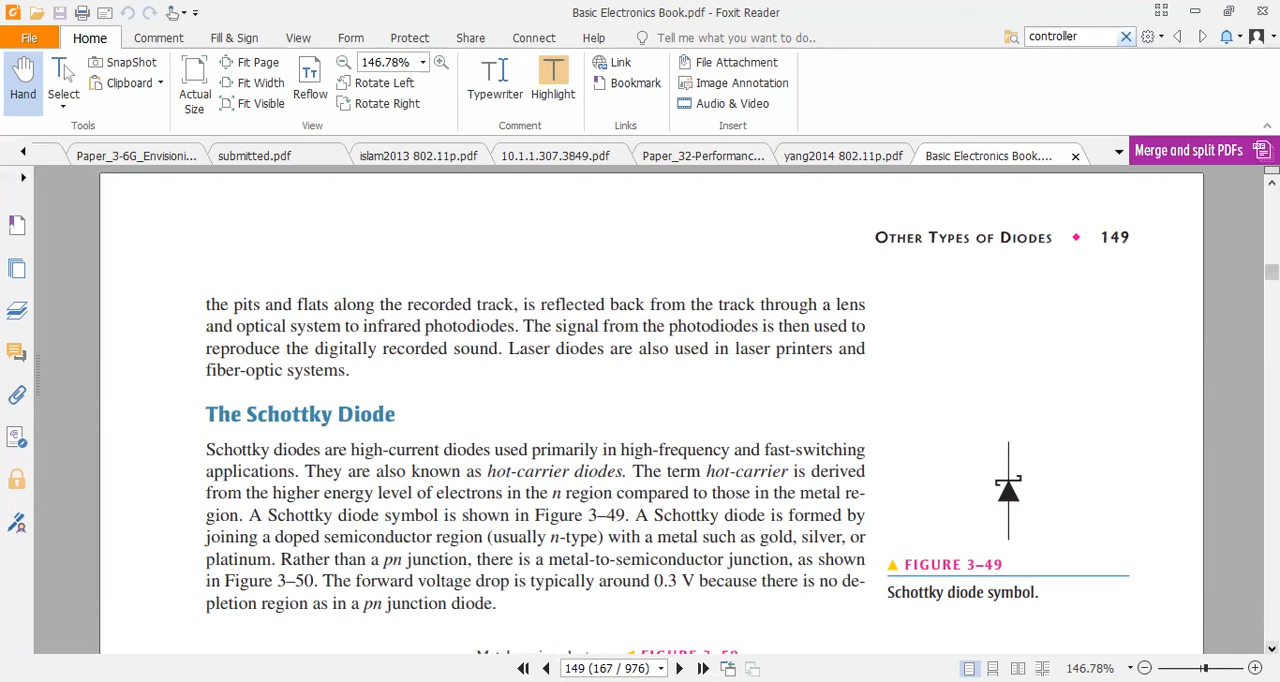 Basic Electronics Book.pdf - Foxit Reader
File Home Comment Fill & Sign View Form Protect Share Connect Help Tell me what you want to do.. controller
Hand
Select
SnapShot
Clipboard
Tools
Actual
Size
Fit Page
Fit Width
Fit Visible
Reflow
146.78%
Rotate Left
Rotate Right
View
Typewriter
Highlight
Comment
Link
Bookmark
Links
File Attachment
Image Annotation
Audio & Video
Insert
Paper_3-6G_Envisioni... submitted.pdf islam2013 802.11p.pdf 10.1.1.307.3849.pdf Paper_32-Performanc... yang2014 802.11p.pdf Basic Electronics Book.... Merge and split PDFs
OTHER TYPES OF DIODES ◆ 149
the pits and flats along the recorded track, is reflected back from the track through a lens
and optical system to infrared photodiodes. The signal from the photodiodes is then used to
reproduce the digitally recorded sound. Laser diodes are also used in laser printers and
fiber-optic systems.
The Schottky Diode
Schottky diodes are high-current diodes used primarily in high-frequency and fast-switching
applications. They are also known as hot-carrier diodes. The term hot-carrier is derived
from the higher energy level of electrons in the n region compared to those in the metal re-
gion. A Schottky diode symbol is shown in Figure 3–49. A Schottky diode is formed by
joining a doped semiconductor region (usually n-type) with a metal such as gold, silver, or
platinum. Rather than a pn junction, there is a metal-to-semiconductor junction, as shown
in Figure 3–50. The forward voltage drop is typically around 0.3 V because there is no de-
pletion region as in a pn junction diode.
FIGURE 3–49
Schottky diode symbol.
FIGURE 3–50
149 (167 / 976)
146.78%